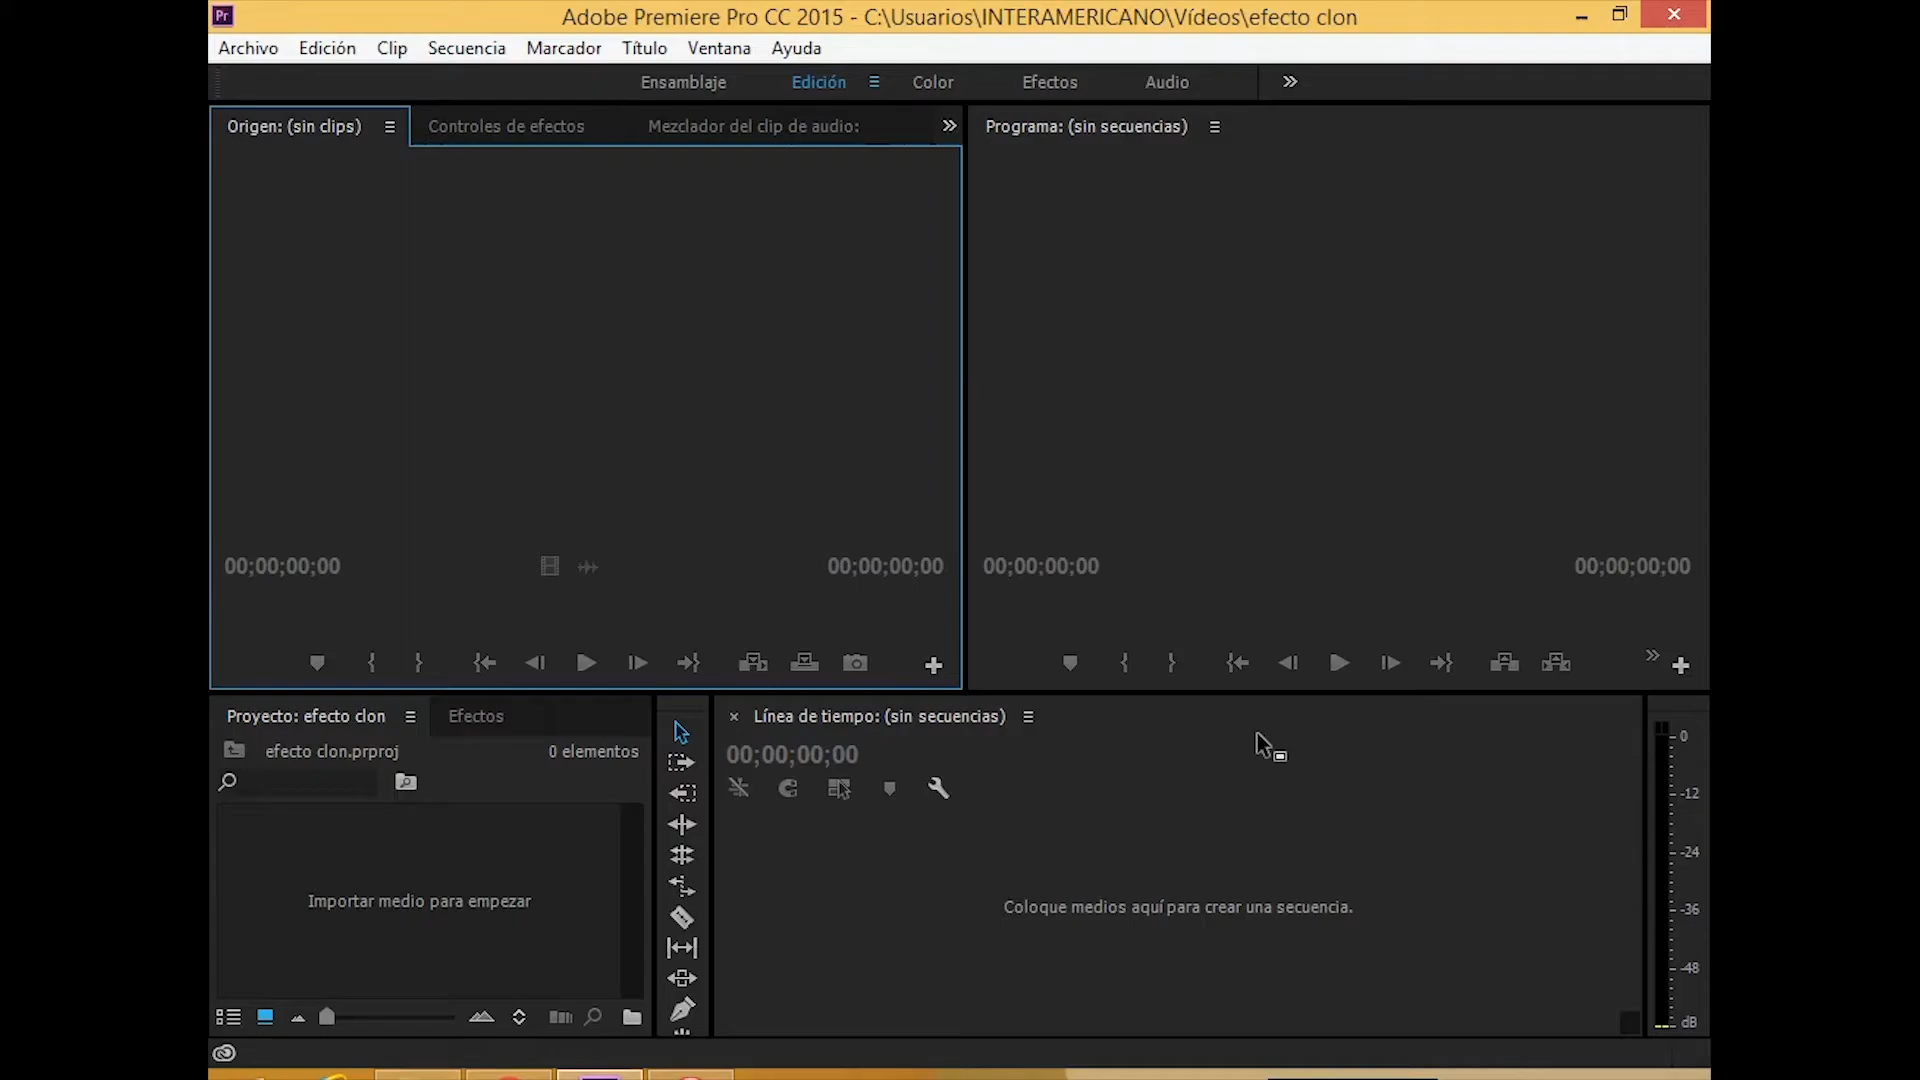 Pr
Adobe Premiere Pro CC 2015 - C:\Usuarios\INTERAMERICANO\Vídeos\efecto clon
Archivo Edición Clip Secuencia Marcador Título Ventana Ayuda
Ensamblaje Edición Color Efectos Audio
Origen: (sin clips) Controles de efectos Mezclador del clip de audio:
Programa: (sin secuencias)
00;00;00;00 00;00;00;00
00;00;00;00 00;00;00;00
Proyecto: efecto clon Efectos
efecto clon.prproj 0 elementos
Importar medio para empezar
Línea de tiempo: (sin secuencias)
00;00;00;00
Coloque medios aquí para crear una secuencia.
0
-12
-24
-36
-48
dB